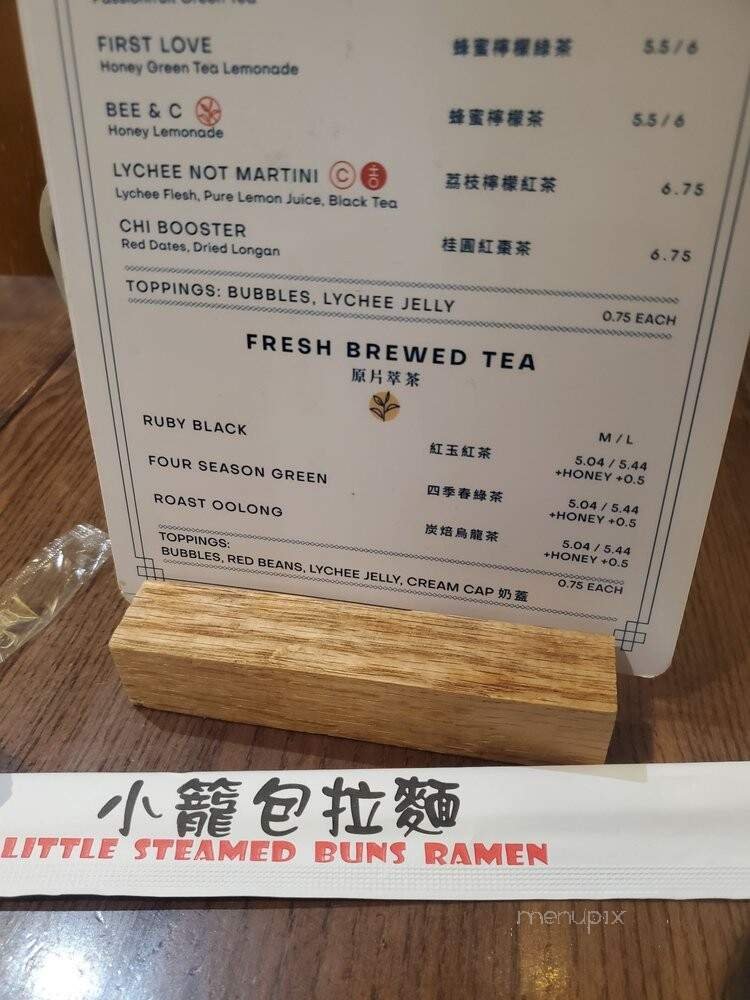 Passionfruit Green Tea
FIRST LOVE 蜂蜜檸檬綠茶 5.5 / 6
Honey Green Tea Lemonade
BEE & C 蜂蜜檸檬茶 5.5 / 6
Honey Lemonade
LYCHEE NOT MARTINI C 荔枝檸檬紅茶 6.75
Lychee Flesh, Pure Lemon Juice, Black Tea
CHI BOOSTER 桂圓紅棗茶 6.75
Red Dates, Dried Longan
TOPPINGS: BUBBLES, LYCHEE JELLY 0.75 EACH
FRESH BREWED TEA
原片萃茶
M / L
RUBY BLACK 紅玉紅茶 5.04 / 5.44
+HONEY +0.5
FOUR SEASON GREEN 四季春綠茶 5.04 / 5.44
+HONEY +0.5
ROAST OOLONG 炭焙烏龍茶 5.04 / 5.44
+HONEY +0.5
TOPPINGS:
BUBBLES, RED BEANS, LYCHEE JELLY, CREAM CAP 奶蓋 0.75 EACH
小籠包拉麵
LITTLE STEAMED BUNS RAMEN
menupix